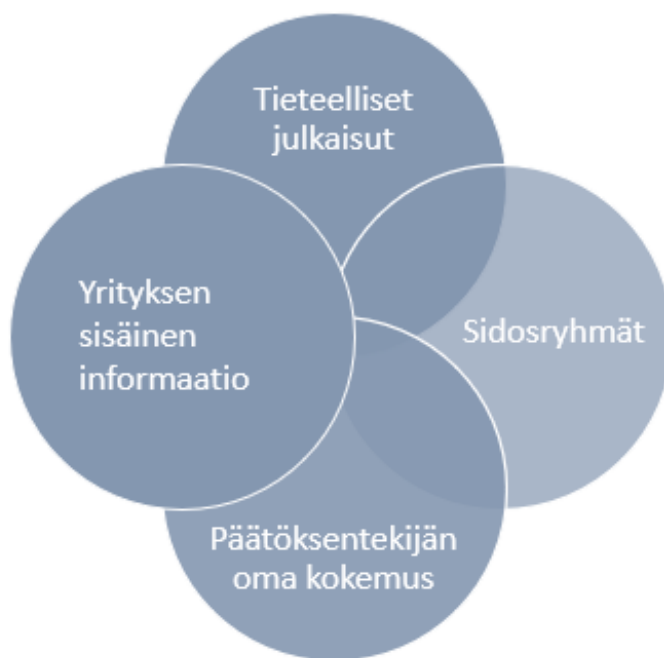 Tieteelliset
julkaisut
Yrityksen
sisäinen
informaatio
Sidosryhmät
Päätöksentekijän
oma kokemus